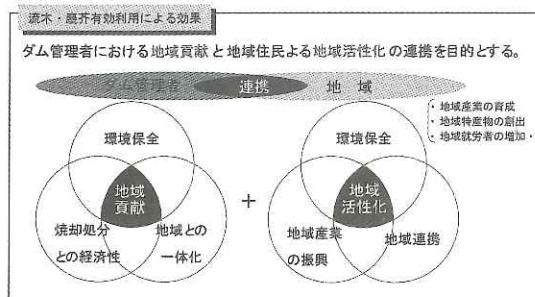 流木・塵芥有効利用による効果
ダム管理者における地域貢献と地域住民よる地域活性化の連携を目的とする。
ダム管理者
連携
地 域
・ 地域産業の育成
・ 地域特産物の創出
・ 地域就労者の増加・
環境保全
地域
貢献
焼却処分
との経済性
地域との
一体化
+
環境保全
地域
活性化
地域産業
の振興
地域連携